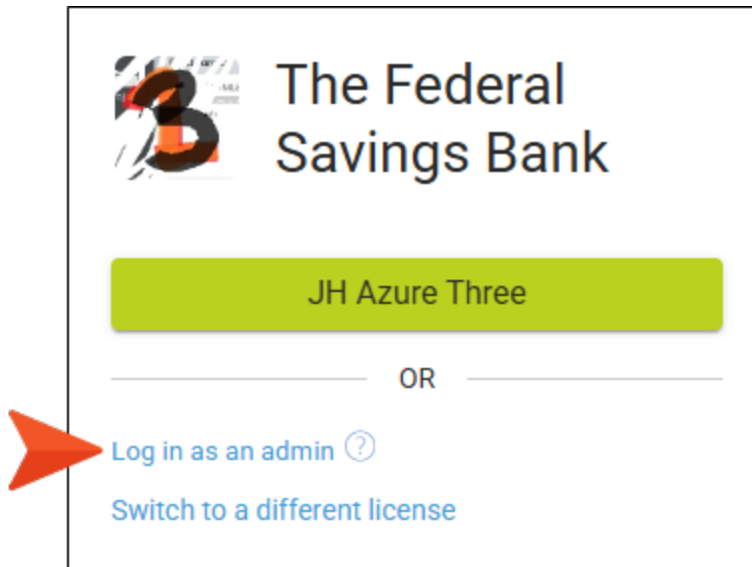 The Federal
Savings Bank
JH Azure Three
OR
Log in as an admin ?
Switch to a different license